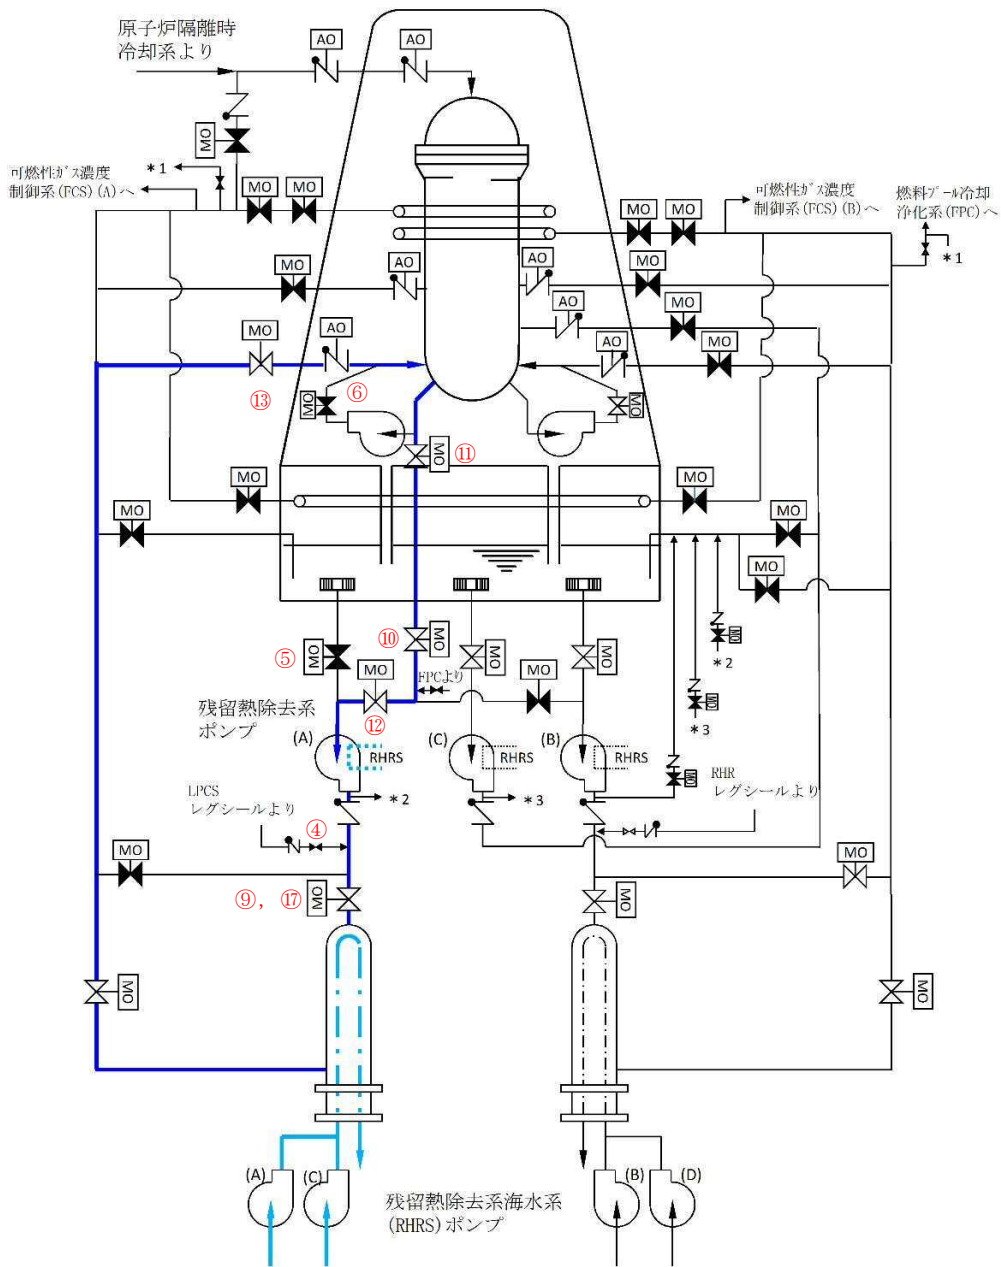 原子炉隔離時
冷却系より
AO
AO
MO
可燃性ｶﾞｽ濃度
制御系(FCS)(A)へ
＊1
MO
MO
可燃性ｶﾞｽ濃度
制御系(FCS)(B)へ
燃料ﾌﾟｰﾙ冷却
浄化系(FPC)へ
＊1
MO
MO
MO
AO
AO
MO
AO
MO
MO
AO
AO
MO
⑬
⑥
MO
MO
MO
⑪
MO
MO
MO
MO
MO
⑤
MO
⑩
MO
MO
MO
MO
＊2
MO
FPCより
MO
⑫
MO
＊3
残留熱除去系
ポンプ
(A)
RHRS
(C)
RHRS
(B)
RHRS
MO
＊2
＊3
LPCS
レグシールより
RHR
レグシールより
④
MO
MO
⑨，⑰
MO
MO
MO
MO
(A)
(C)
(B)
(D)
残留熱除去系海水系
(RHRS)ポンプ